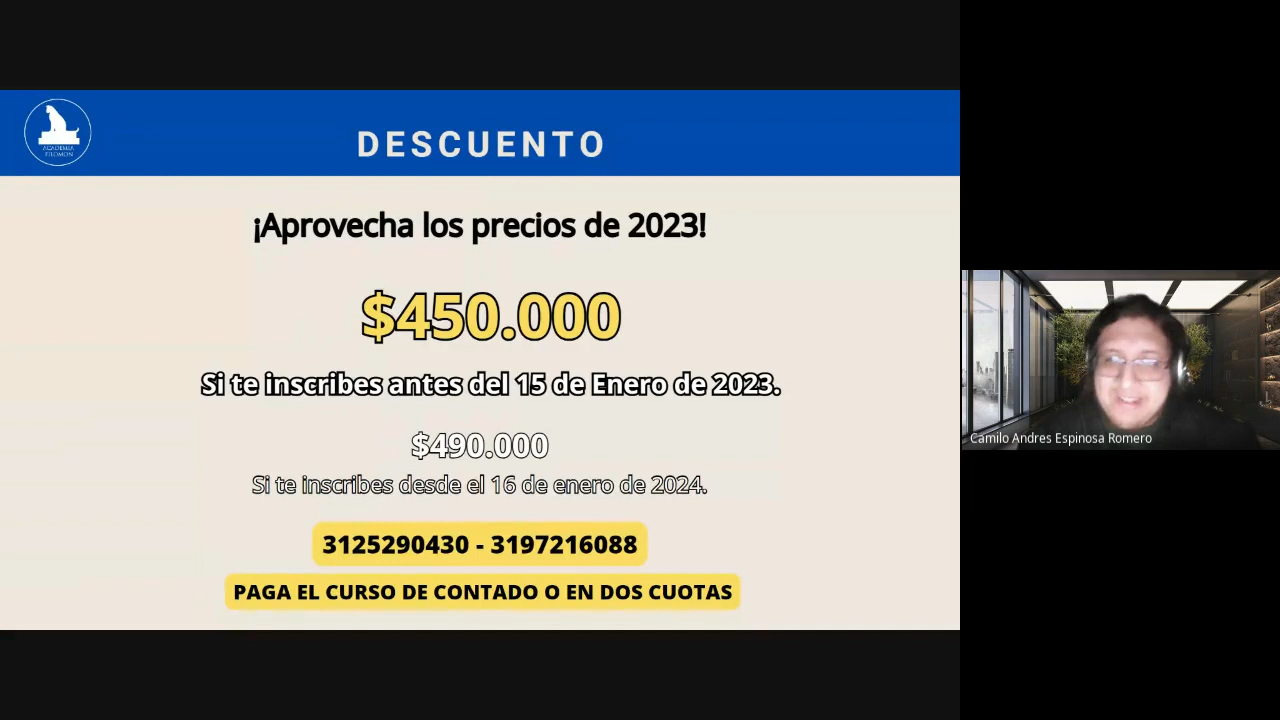 ACADEMIA
FILOMON
DESCUENTO
¡Aprovecha los precios de 2023!
$450.000
Si te inscribes antes del 15 de Enero de 2023.
$490.000
Si te inscribes desde el 16 de enero de 2024.
3125290430 - 3197216088
PAGA EL CURSO DE CONTADO O EN DOS CUOTAS
Camilo Andres Espinosa Romero